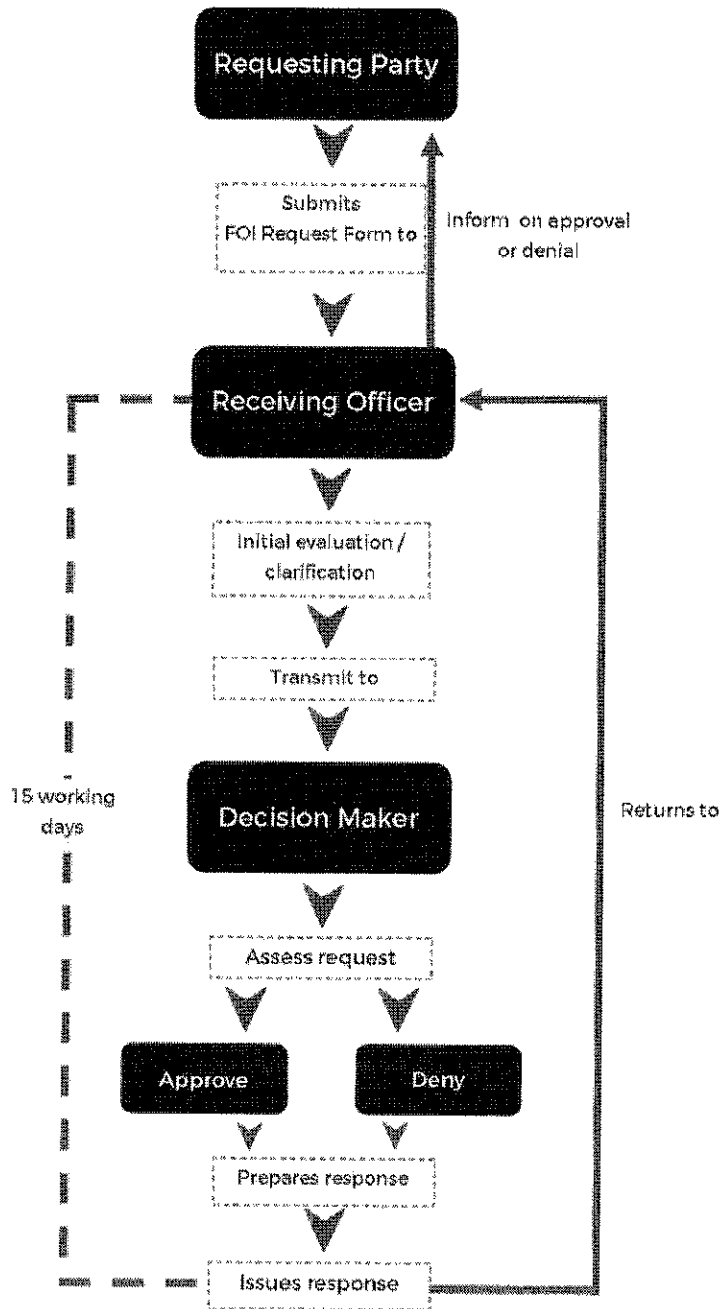 Requesting Party
Submits
FOI Request Form to
Inform on approval
or denial
Receiving Officer
Initial evaluation /
clarification
Transmit to
15 working
days
Decision Maker
Returns to
Assess request
Approve
Deny
Prepares response
Issues response